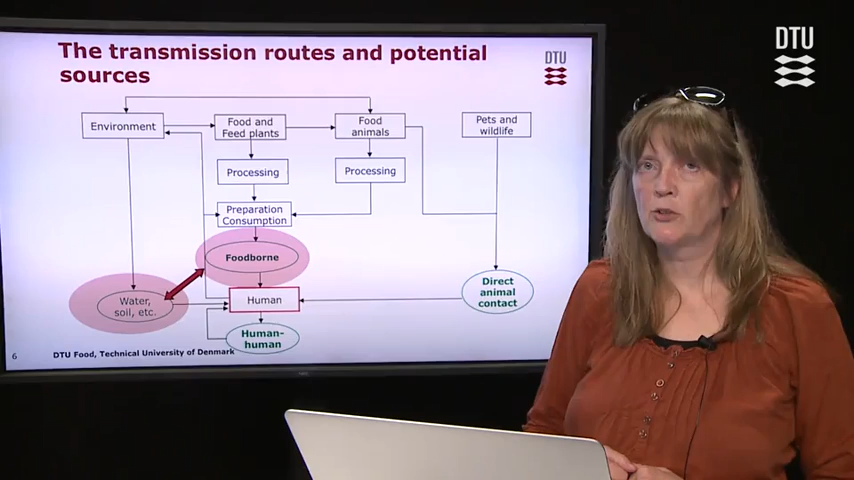 The transmission routes and potential
sources
DTU
DTU
Environment
Food and
Feed plants
Food
animals
Pets and
wildlife
Processing
Processing
Preparation
Consumption
Foodborne
Water,
soil, etc.
Human
Direct
animal
contact
Human-
human
6
DTU Food, Technical University of Denmark